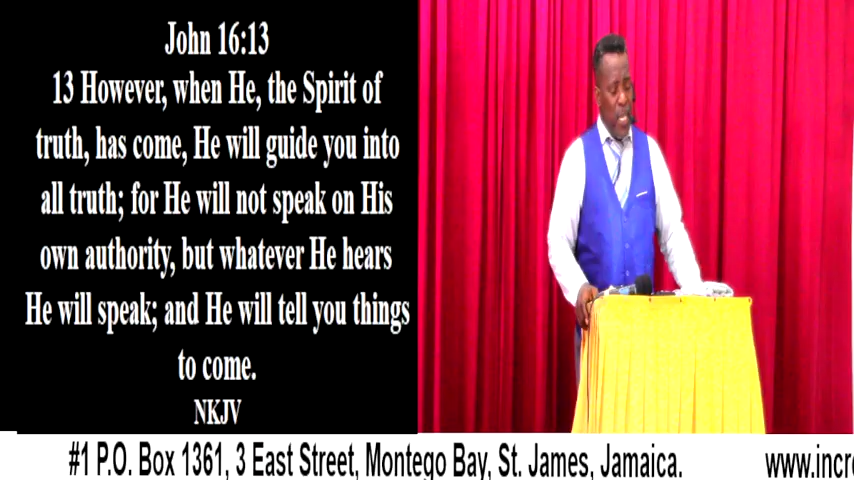 John 16:13
13 However, when He, the Spirit of
truth, has come, He will guide you into
all truth; for He will not speak on His
own authority, but whatever He hears
He will speak; and He will tell you things
to come.
NKJV
#1 P.O. Box 1361, 3 East Street, Montego Bay, St. James, Jamaica. www.incre